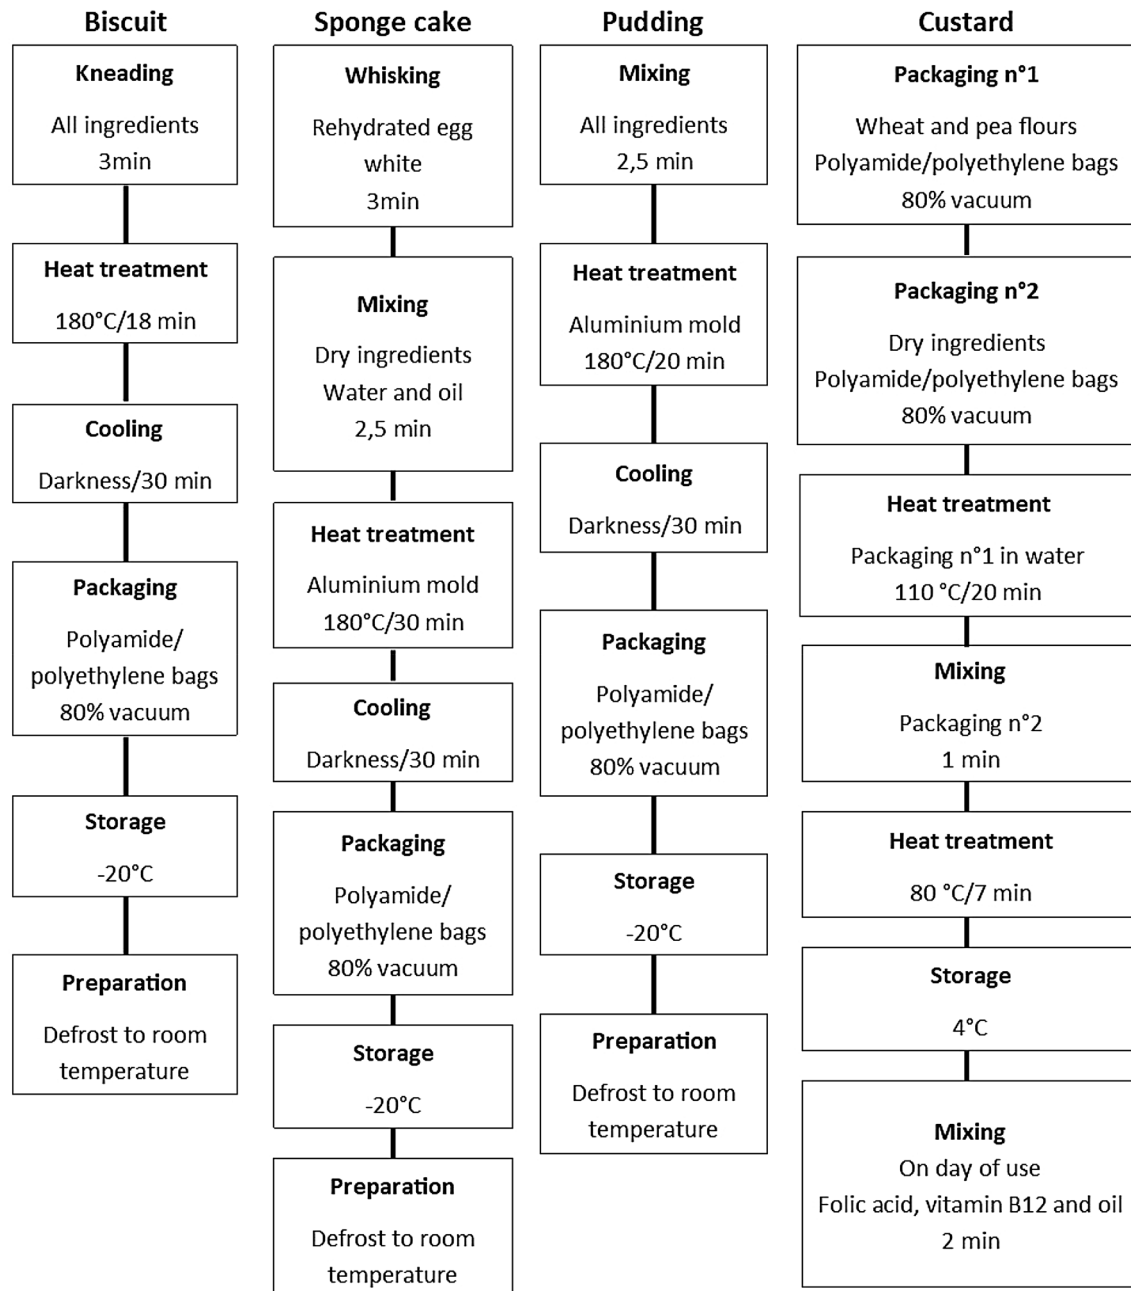 Biscuit
Kneading
All ingredients
3min
Heat treatment
180°C/18 min
Cooling
Darkness/30 min
Packaging
Polyamide/
polyethylene bags
80% vacuum
Storage
-20°C
Preparation
Defrost to room
temperature
Sponge cake
Whisking
Rehydrated egg
white
3min
Mixing
Dry ingredients
Water and oil
2,5 min
Heat treatment
Aluminium mold
180°C/30 min
Cooling
Darkness/30 min
Packaging
Polyamide/
polyethylene bags
80% vacuum
Storage
-20°C
Preparation
Defrost to room
temperature
Pudding
Mixing
All ingredients
2,5 min
Heat treatment
Aluminium mold
180°C/20 min
Cooling
Darkness/30 min
Packaging
Polyamide/
polyethylene bags
80% vacuum
Storage
-20°C
Preparation
Defrost to room
temperature
Custard
Packaging n°1
Wheat and pea flours
Polyamide/polyethylene bags
80% vacuum
Packaging n°2
Dry ingredients
Polyamide/polyethylene bags
80% vacuum
Heat treatment
Packaging n°1 in water
110 °C/20 min
Mixing
Packaging n°2
1 min
Heat treatment
80 °C/7 min
Storage
4°C
Mixing
On day of use
Folic acid, vitamin B12 and oil
2 min